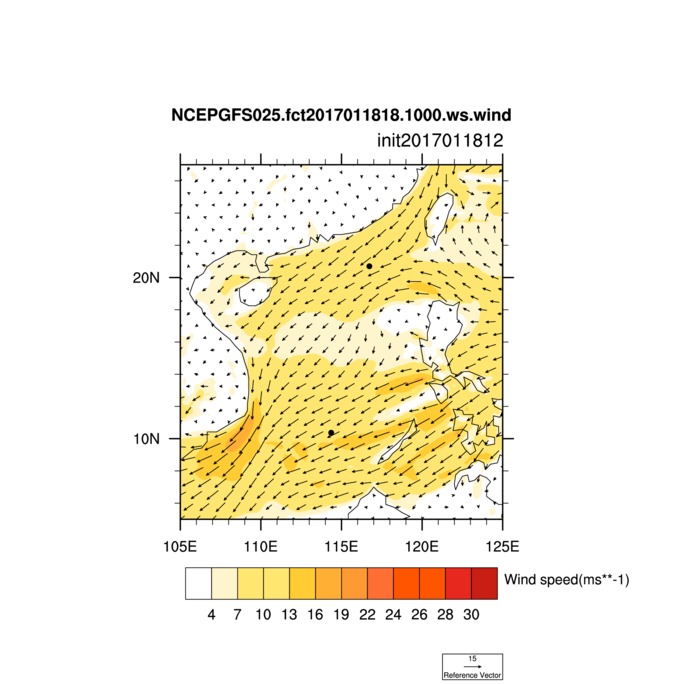 NCEPGFS025.fct2017011818.1000.ws.wind
init2017011812
20N
10N
105E 110E 115E 120E 125E
Wind speed(ms**-1)
4 7 10 13 16 19 22 24 26 28 30
15
Reference Vector